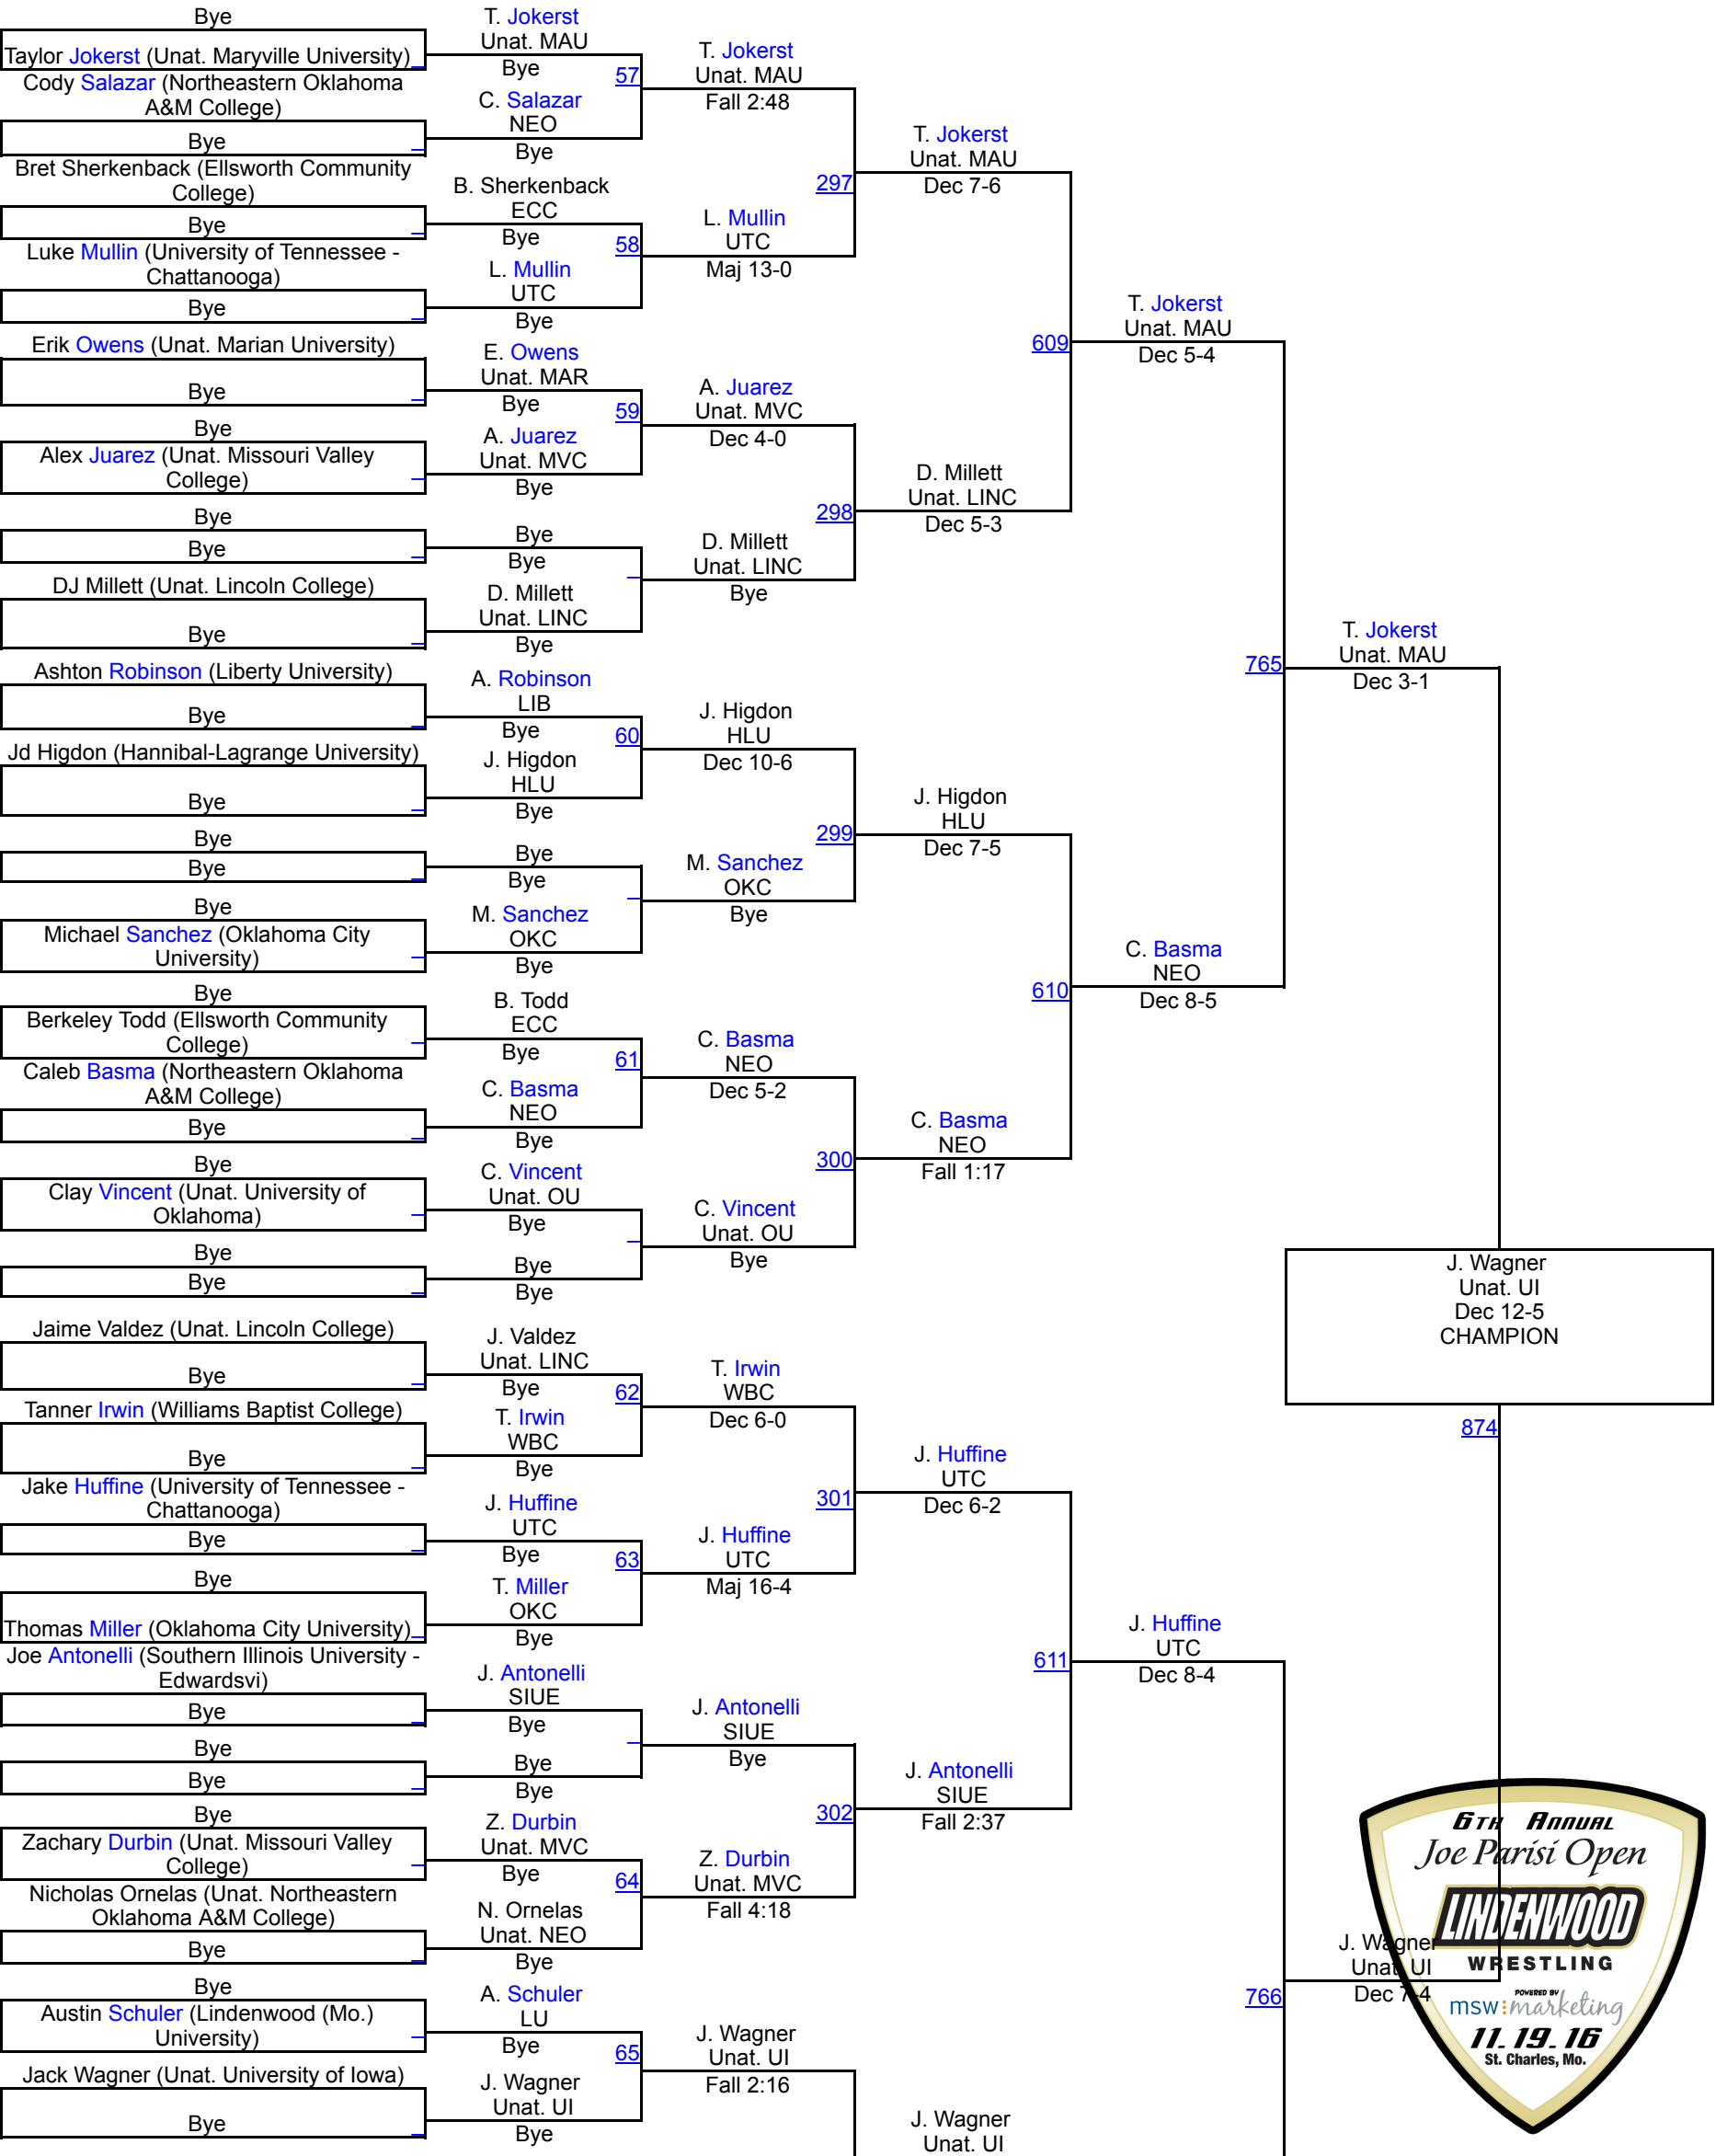 Bye
Taylor Jokerst (Unat. Maryville University)
Cody Salazar (Northeastern Oklahoma
A&M College)
Bye
Bret Sherkenback (Ellsworth Community
College)
Bye
Luke Mullin (University of Tennessee -
Chattanooga)
Bye
Erik Owens (Unat. Marian University)
Bye
Bye
Alex Juarez (Unat. Missouri Valley
College)
Bye
Bye
DJ Millett (Unat. Lincoln College)
Bye
Ashton Robinson (Liberty University)
Bye
Jd Higdon (Hannibal-Lagrange University)
Bye
Bye
Bye
Bye
Michael Sanchez (Oklahoma City
University)
Bye
Berkeley Todd (Ellsworth Community
College)
Caleb Basma (Northeastern Oklahoma
A&M College)
Bye
Bye
Clay Vincent (Unat. University of
Oklahoma)
Bye
Bye
Jaime Valdez (Unat. Lincoln College)
Bye
Tanner Irwin (Williams Baptist College)
Bye
Jake Huffine (University of Tennessee -
Chattanooga)
Bye
Bye
Thomas Miller (Oklahoma City University)
Joe Antonelli (Southern Illinois University -
Edwardsvi)
Bye
Bye
Bye
Bye
Zachary Durbin (Unat. Missouri Valley
College)
Nicholas Ornelas (Unat. Northeastern
Oklahoma A&M College)
Bye
Bye
Austin Schuler (Lindenwood (Mo.)
University)
Jack Wagner (Unat. University of Iowa)
Bye
T. Jokerst
Unat. MAU
Bye
57
C. Salazar
NEO
Bye
B. Sherkenback
ECC
Bye
58
L. Mullin
UTC
Bye
E. Owens
Unat. MAR
Bye
59
A. Juarez
Unat. MVC
Bye
Bye
Bye
D. Millett
Unat. LINC
Bye
A. Robinson
LIB
Bye
60
J. Higdon
HLU
Bye
Bye
Bye
M. Sanchez
OKC
Bye
B. Todd
ECC
Bye
61
C. Basma
NEO
Bye
C. Vincent
Unat. OU
Bye
Bye
Bye
J. Valdez
Unat. LINC
Bye
62
T. Irwin
WBC
Bye
J. Huffine
UTC
Bye
63
T. Miller
OKC
Bye
J. Antonelli
SIUE
Bye
Bye
Bye
Z. Durbin
Unat. MVC
Bye
64
N. Ornelas
Unat. NEO
Bye
A. Schuler
LU
Bye
65
J. Wagner
Unat. UI
Bye
T. Jokerst
Unat. MAU
Fall 2:48
297
L. Mullin
UTC
Maj 13-0
A. Juarez
Unat. MVC
Dec 4-0
298
D. Millett
Unat. LINC
Bye
J. Higdon
HLU
Dec 10-6
299
M. Sanchez
OKC
Bye
C. Basma
NEO
Dec 5-2
300
C. Vincent
Unat. OU
Bye
T. Irwin
WBC
Dec 6-0
301
J. Huffine
UTC
Maj 16-4
J. Antonelli
SIUE
Bye
302
Z. Durbin
Unat. MVC
Fall 4:18
J. Wagner
Unat. UI
Fall 2:16
T. Jokerst
Unat. MAU
Dec 7-6
609
D. Millett
Unat. LINC
Dec 5-3
J. Higdon
HLU
Dec 7-5
610
C. Basma
NEO
Fall 1:17
J. Huffine
UTC
Dec 6-2
611
J. Antonelli
SIUE
Fall 2:37
J. Wagner
Unat. UI
T. Jokerst
Unat. MAU
Dec 5-4
765
C. Basma
NEO
Dec 8-5
J. Huffine
UTC
Dec 8-4
766
T. Jokerst
Unat. MAU
Dec 3-1
J. Wagner
Unat. UI
Dec 12-5
CHAMPION
874
J. Wagner
Unat. UI
Dec 7-4
6TH ANNUAL
Joe Parisi Open
LINDENWOOD
WRESTLING
POWERED BY
msw:marketing
11.19.16
St. Charles, Mo.